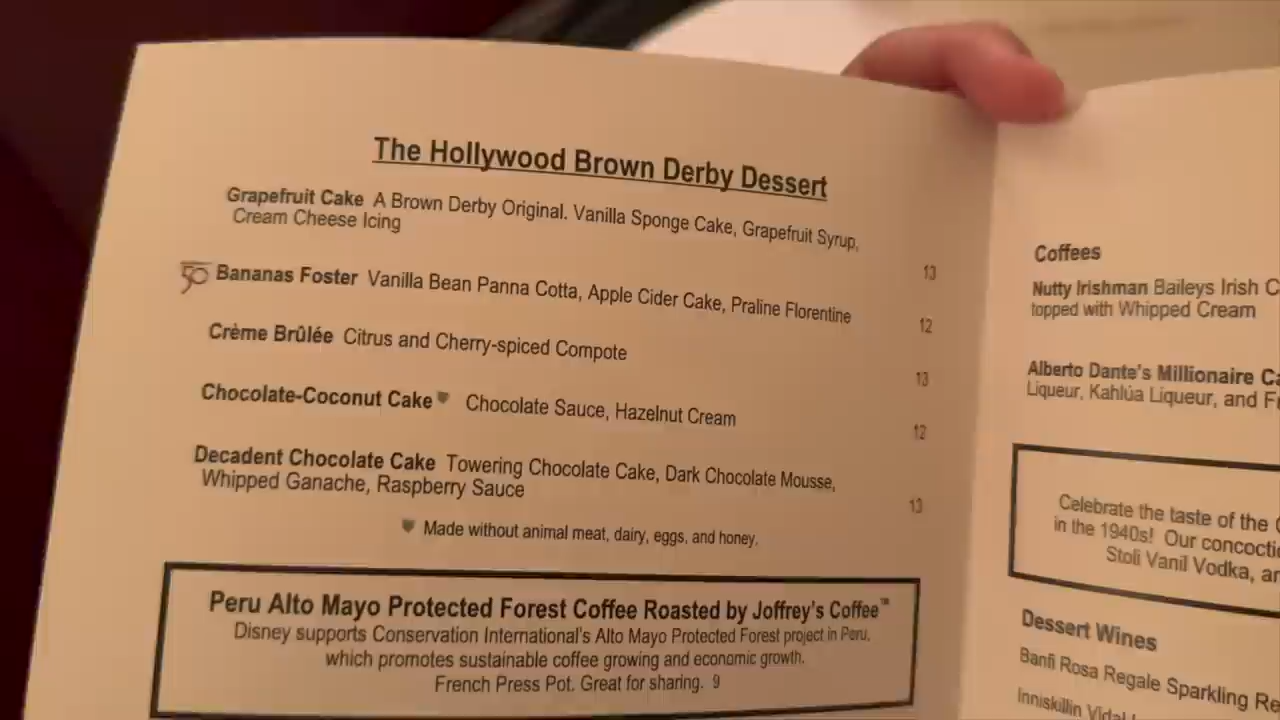 The Hollywood Brown Derby Dessert
Grapefruit Cake A Brown Derby Original. Vanilla Sponge Cake, Grapefruit Syrup,
Cream Cheese Icing
13
50 Bananas Foster Vanilla Bean Panna Cotta, Apple Cider Cake, Praline Florentine
12
Crème Brûlée Citrus and Cherry-spiced Compote
13
Chocolate-Coconut Cake Chocolate Sauce, Hazelnut Cream
12
Decadent Chocolate Cake Towering Chocolate Cake, Dark Chocolate Mousse,
Whipped Ganache, Raspberry Sauce
13
Made without animal meat, dairy, eggs, and honey.
Peru Alto Mayo Protected Forest Coffee Roasted by Joffrey's Coffee™
Disney supports Conservation International's Alto Mayo Protected Forest project in Peru,
which promotes sustainable coffee growing and economic growth.
French Press Pot. Great for sharing. 9
Coffees
Nutty Irishman Baileys Irish C
topped with Whipped Cream
Alberto Dante's Millionaire Ca
Liqueur, Kahlúa Liqueur, and F
Celebrate the taste of the
in the 1940s! Our concocti
Stoli Vanil Vodka, an
Dessert Wines
Banfi Rosa Regale Sparkling Re
Inniskillin Vidal